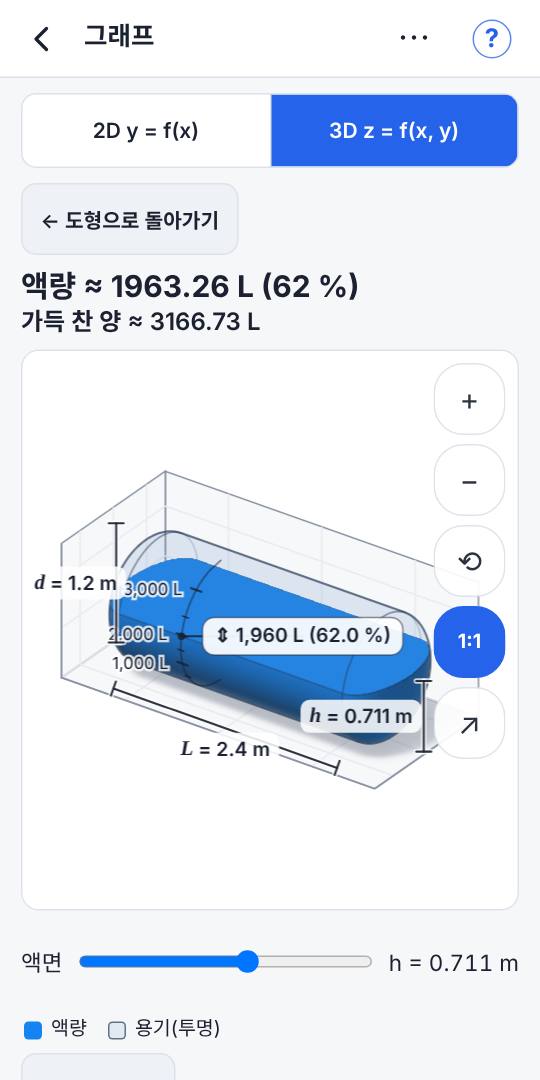 그래프
2D y = f(x)
3D z = f(x, y)
← 도형으로 돌아가기
액량 ≈ 1963.26 L (62 %)
가득 찬 양 ≈ 3166.73 L
d = 1.2 m
3,000 L
2,000 L
⇕ 1,960 L (62.0 %)
1,000 L
h = 0.711 m
L = 2.4 m
1:1
액면
h = 0.711 m
액량
용기(투명)